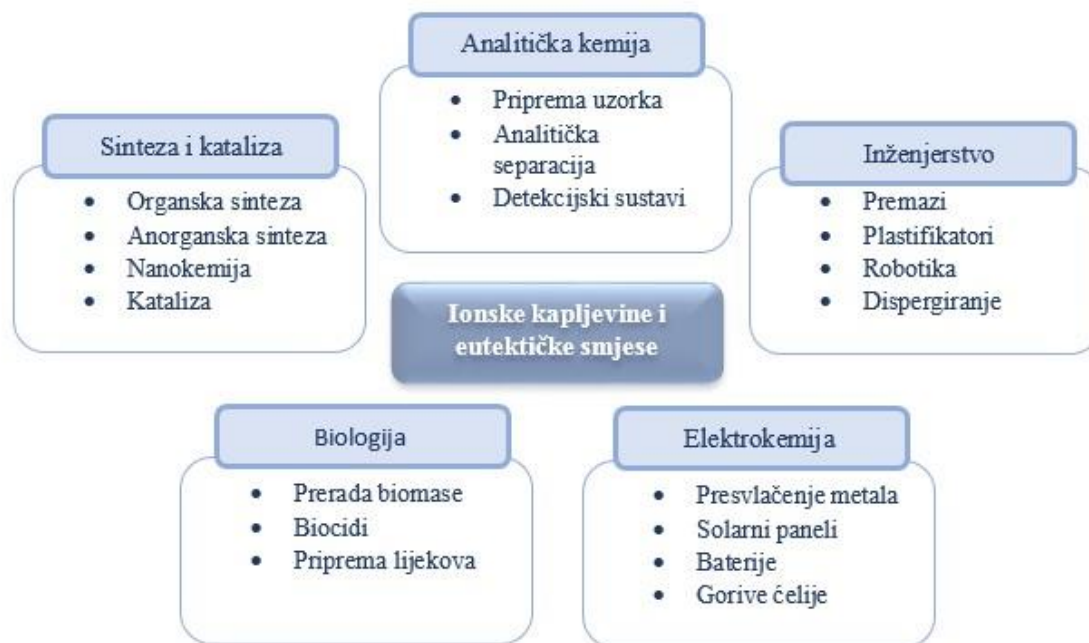 Analitička kemija
• Priprema uzorka
• Analitička
separacija
• Detekcijski sustavi
Sinteza i kataliza
• Organska sinteza
• Anorganska sinteza
• Nanokemija
• Kataliza
Inženjerstvo
• Premazi
• Plastifikatori
• Robotika
• Dispergiranje
Ionske kapljevine i
eutektičke smjese
Biologija
• Prerada biomase
• Biocidi
• Priprema lijekova
Elektrokemija
• Presvlačenje metala
• Solarni paneli
• Baterije
• Gorive ćelije